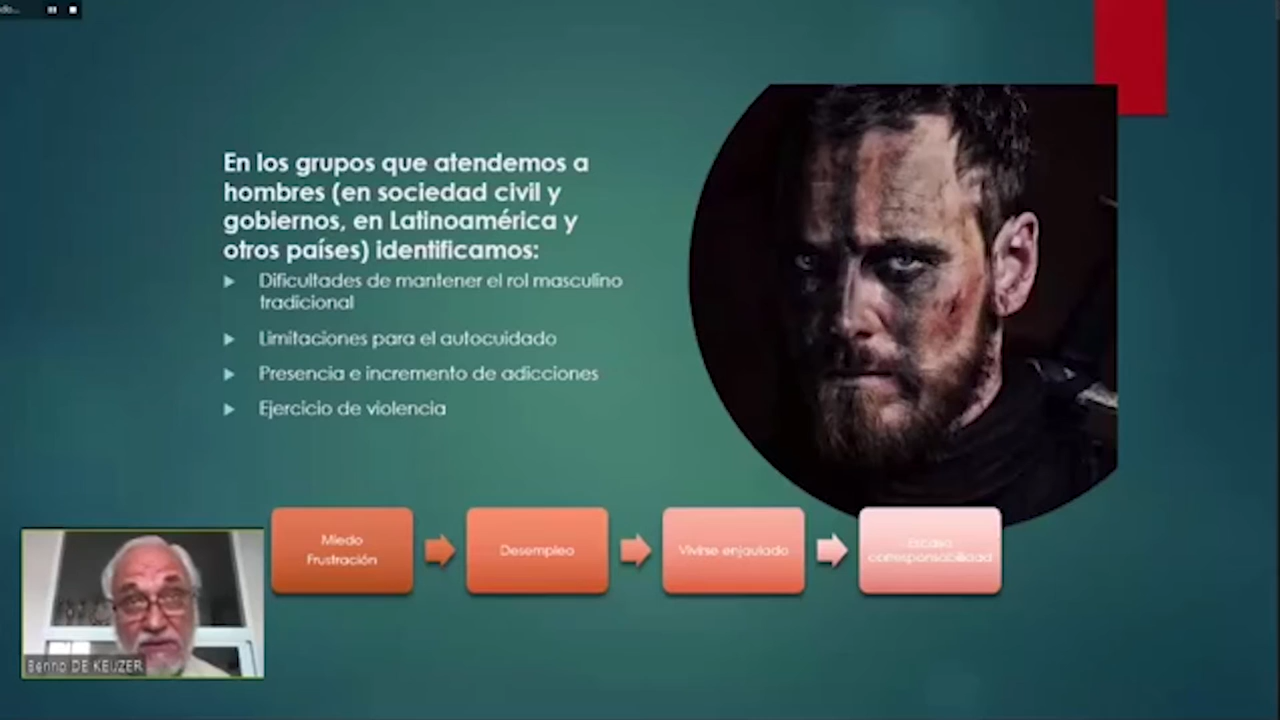 En los grupos que atendemos a
hombres (en sociedad civil y
gobiernos, en Latinoamérica y
otros países) identificamos:
Dificultades de mantener el rol masculino
tradicional
Limitaciones para el autocuidado
Presencia e incremento de adicciones
Ejercicio de violencia
Miedo
Frustración
Desempleo
Vivirse enjaulado
Escasa
corresponsabilidad
Benno DE KEIJZER